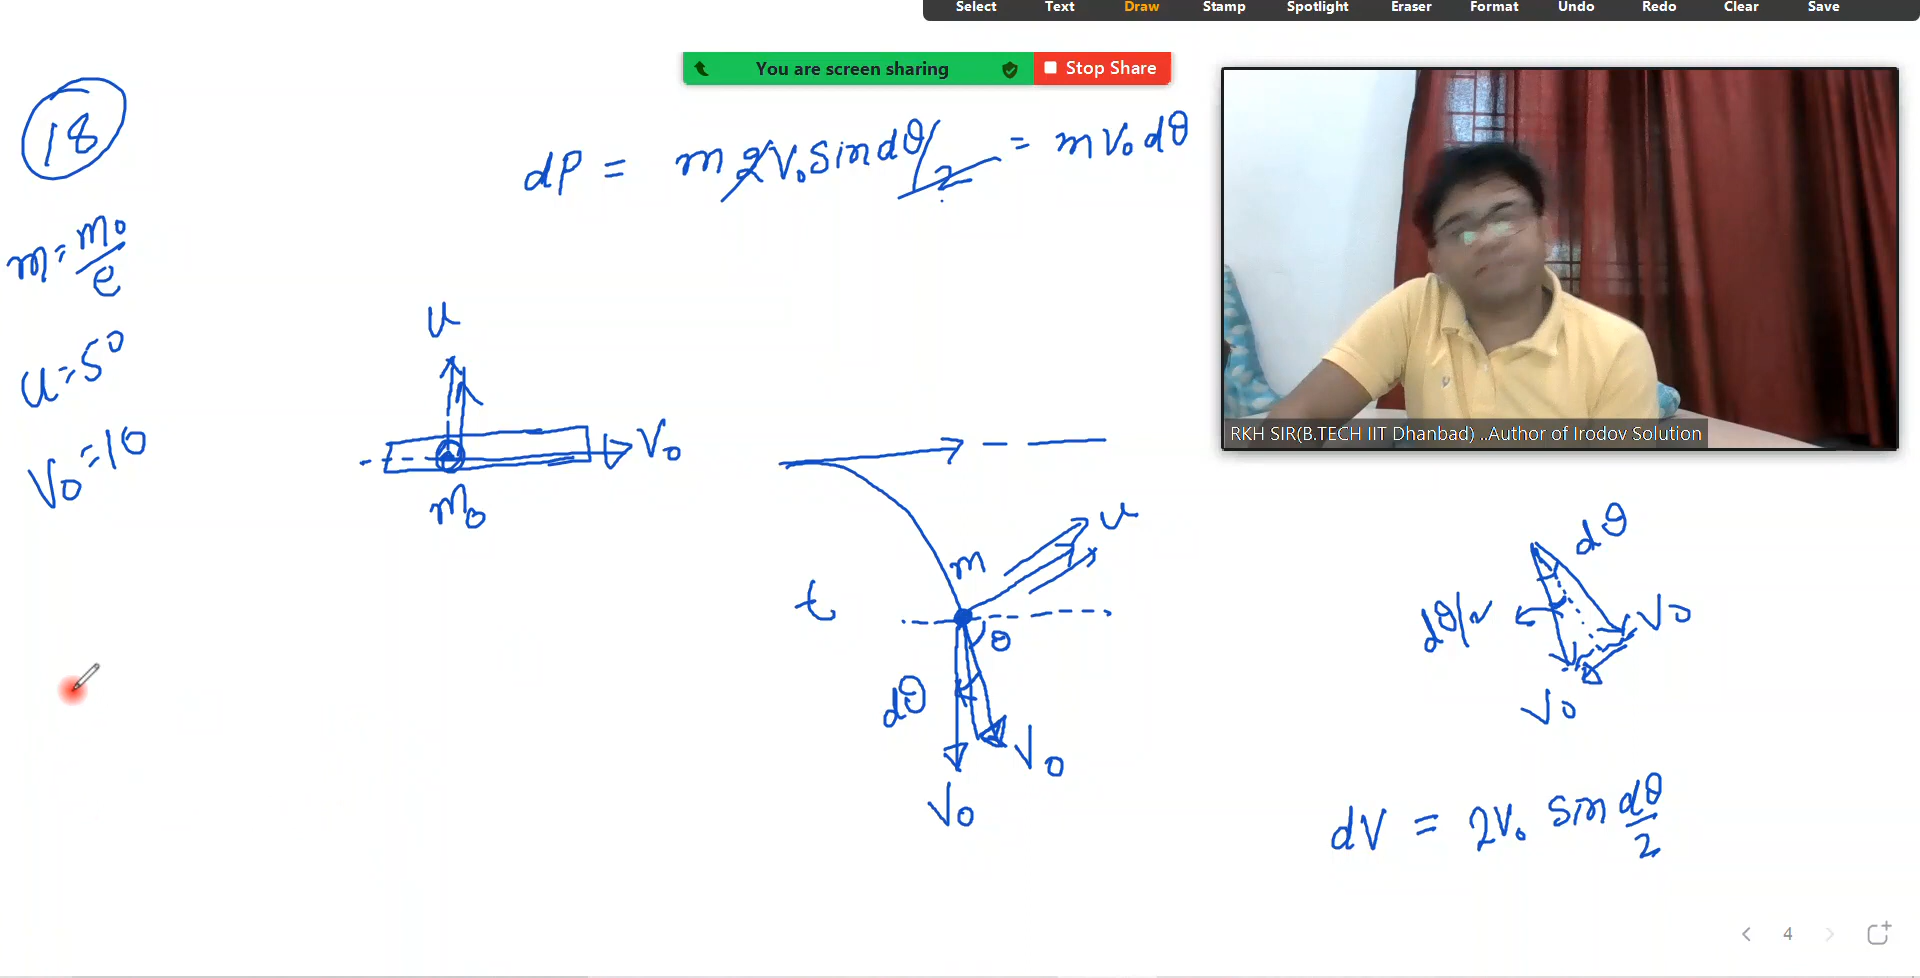 Select Text Draw Stamp Spotlight Eraser Format Undo Redo Clear Save
You are screen sharing Stop Share
18
dP = m 2V₀ sin dθ/2 = m V₀ dθ
m = m₀/e
u = 50
V₀ = 10
u
V₀
m₀
u
m
t
θ
dθ
V₀
V₀
RKH SIR(B.TECH IIT Dhanbad) ..Author of Irodov Solution
dθ
dθ/2
V₀
V₀
dV = 2V₀ sin dθ/2
4